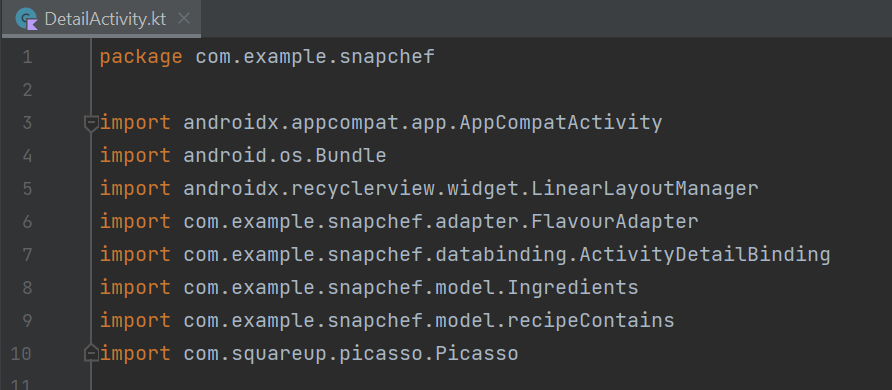 DetailActivity.kt
1 package com.example.snapchef
2
3 import androidx.appcompat.app.AppCompatActivity
4 import android.os.Bundle
5 import androidx.recyclerview.widget.LinearLayoutManager
6 import com.example.snapchef.adapter.FlavourAdapter
7 import com.example.snapchef.databinding.ActivityDetailBinding
8 import com.example.snapchef.model.Ingredients
9 import com.example.snapchef.model.recipeContains
10 import com.squareup.picasso.Picasso
11